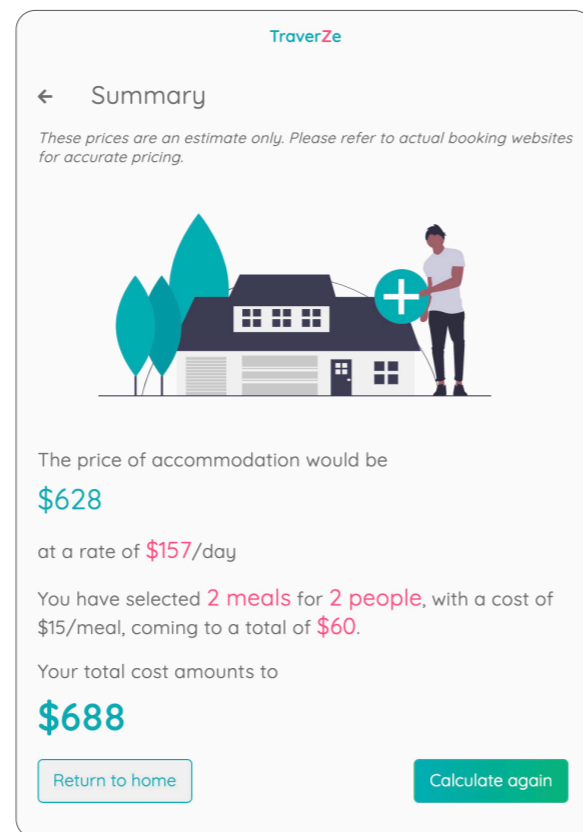 TraverZe
Summary
These prices are an estimate only. Please refer to actual booking websites
for accurate pricing.
The price of accommodation would be
$628
at a rate of $157/day
You have selected 2 meals for 2 people, with a cost of
$15/meal, coming to a total of $60.
Your total cost amounts to
$688
Return to home
Calculate again